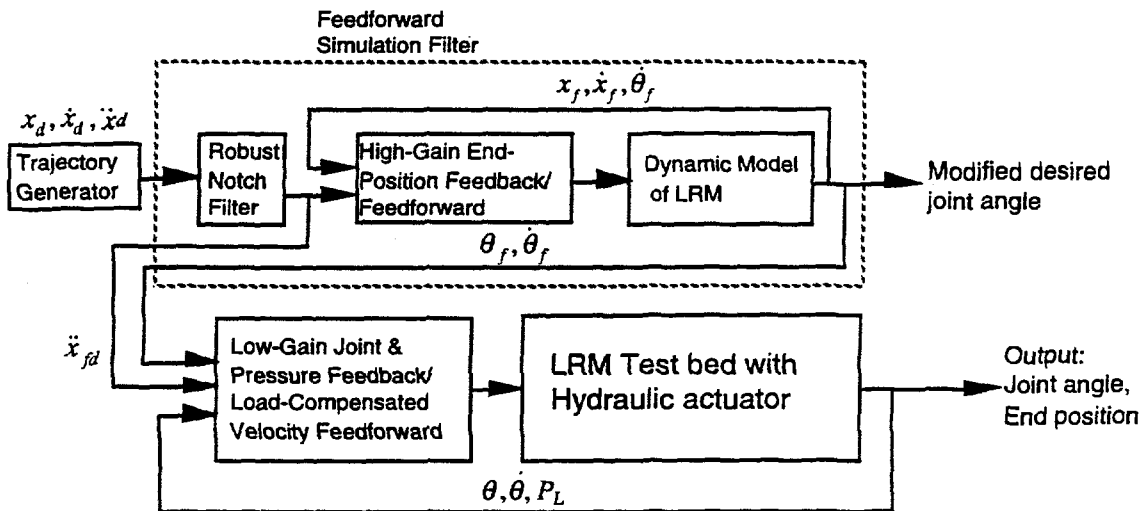 Feedforward
Simulation Filter
x_f, ẋ_f, θ̇_f
x_d, ẋ_d, ẍd
Trajectory
Generator
Robust
Notch
Filter
High-Gain End-
Position Feedback/
Feedforward
Dynamic Model
of LRM
Modified desired
joint angle
θ_f, θ̇_f
ẍ_fd
Low-Gain Joint &
Pressure Feedback/
Load-Compensated
Velocity Feedforward
LRM Test bed with
Hydraulic actuator
Output:
Joint angle,
End position
θ, θ̇, P_L